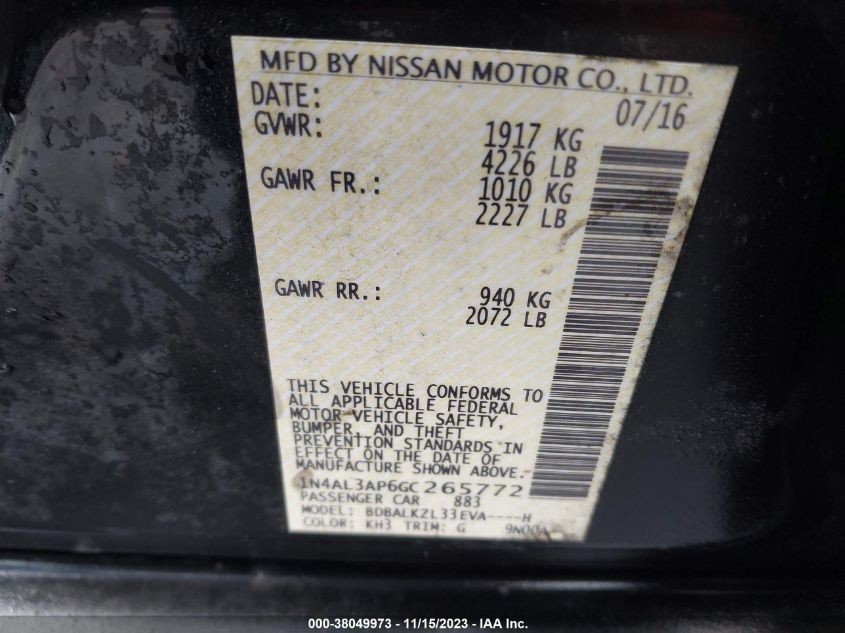 MFD BY NISSAN MOTOR CO., LTD.
DATE: 07/16
GVWR: 1917 KG
4226 LB
GAWR FR.: 1010 KG
2227 LB
GAWR RR.: 940 KG
2072 LB
THIS VEHICLE CONFORMS TO
ALL APPLICABLE FEDERAL
MOTOR VEHICLE SAFETY,
BUMPER, AND THEFT
PREVENTION STANDARDS IN
EFFECT ON THE DATE OF
MANUFACTURE SHOWN ABOVE.
1N4AL3AP6GC265772
PASSENGER CAR 883
MODEL: BDBALKZL33EVA----H
COLOR: KH3 TRIM: G 9N00A
000-38049973 - 11/15/2023 - IAA Inc.